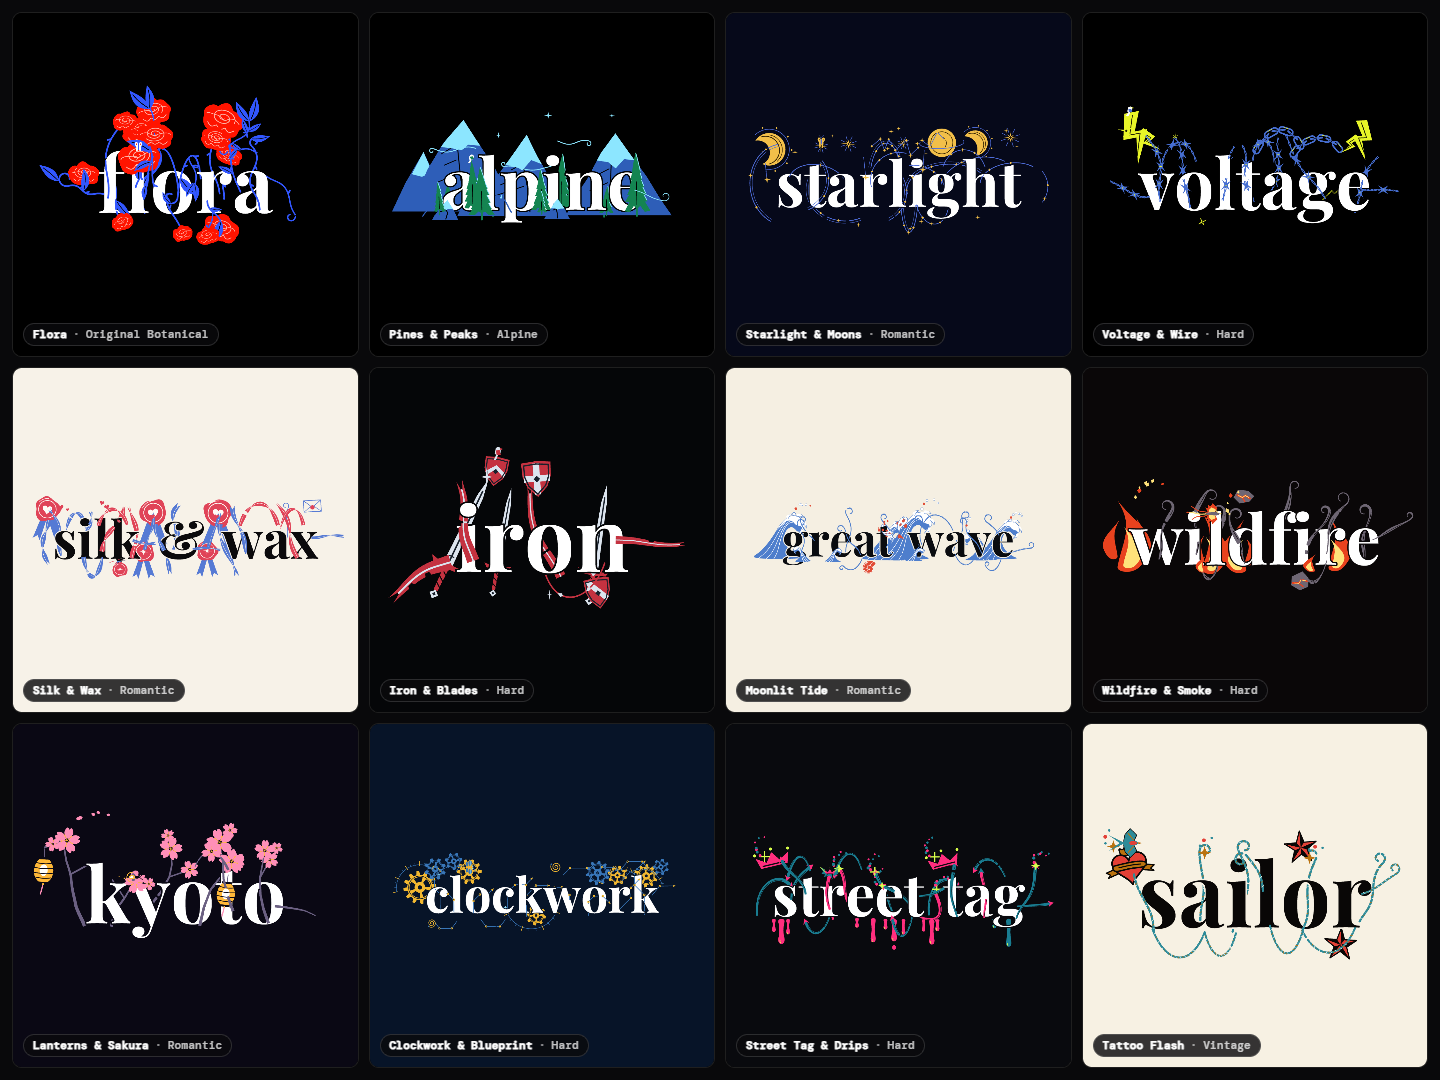 flora
alpine
starlight
voltage
Flora · Original Botanical
Pines & Peaks · Alpine
Starlight & Moons · Romantic
Voltage & Wire · Hard
silk & wax
iron
great wave
wildfire
Silk & Wax · Romantic
Iron & Blades · Hard
Moonlit Tide · Romantic
Wildfire & Smoke · Hard
kyoto
clockwork
street tag
sailor
Lanterns & Sakura · Romantic
Clockwork & Blueprint · Hard
Street Tag & Drips · Hard
Tattoo Flash · Vintage